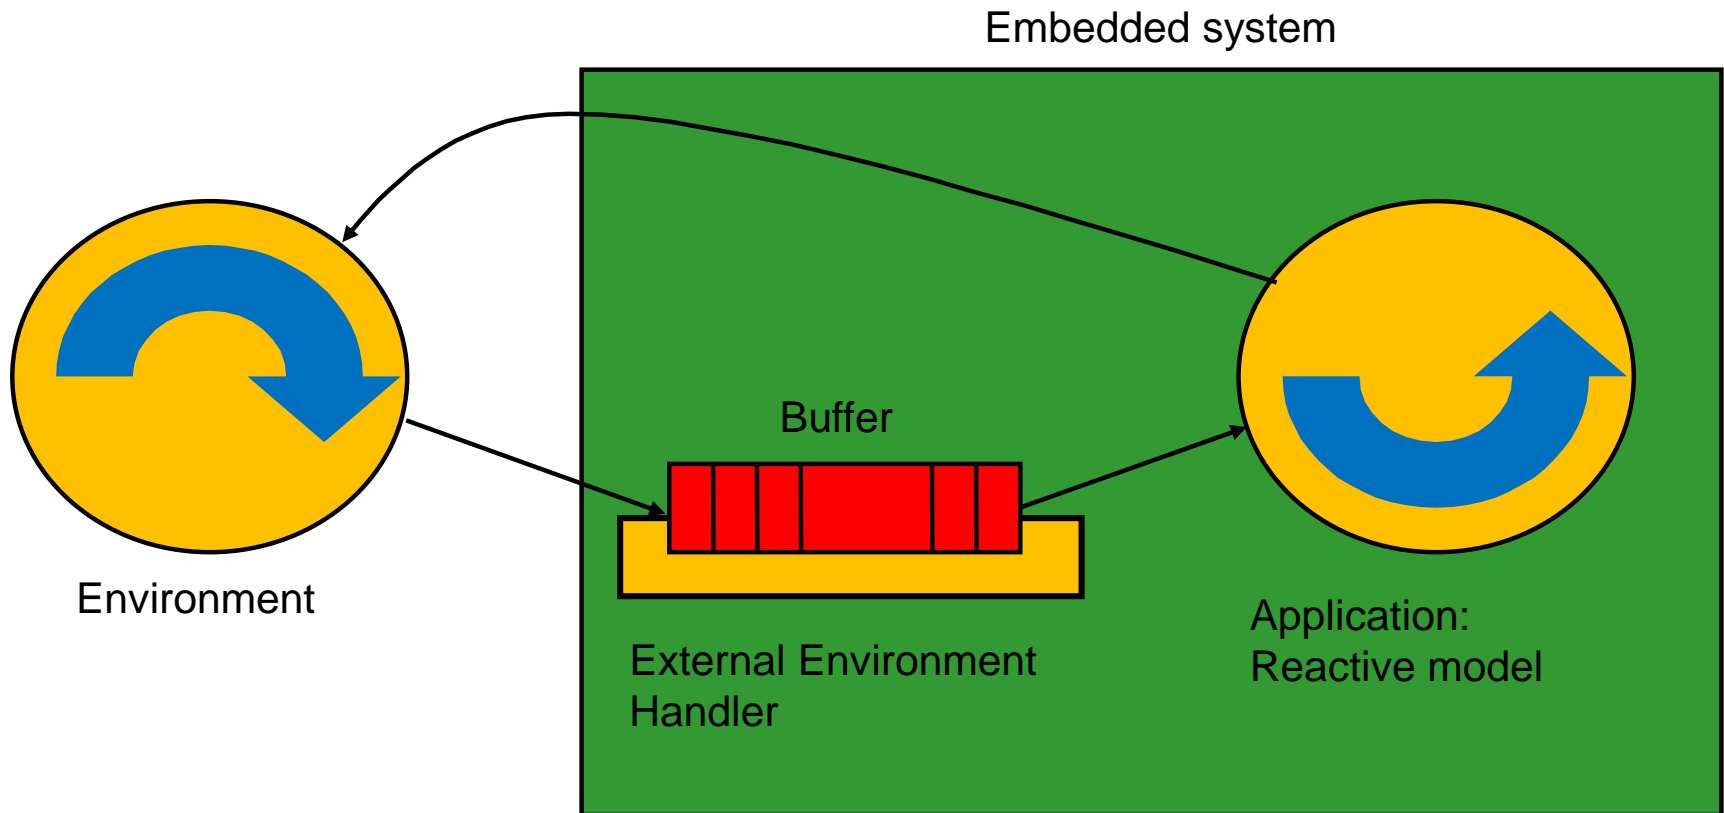 Embedded system
Buffer
Environment
External Environment
Handler
Application:
Reactive model